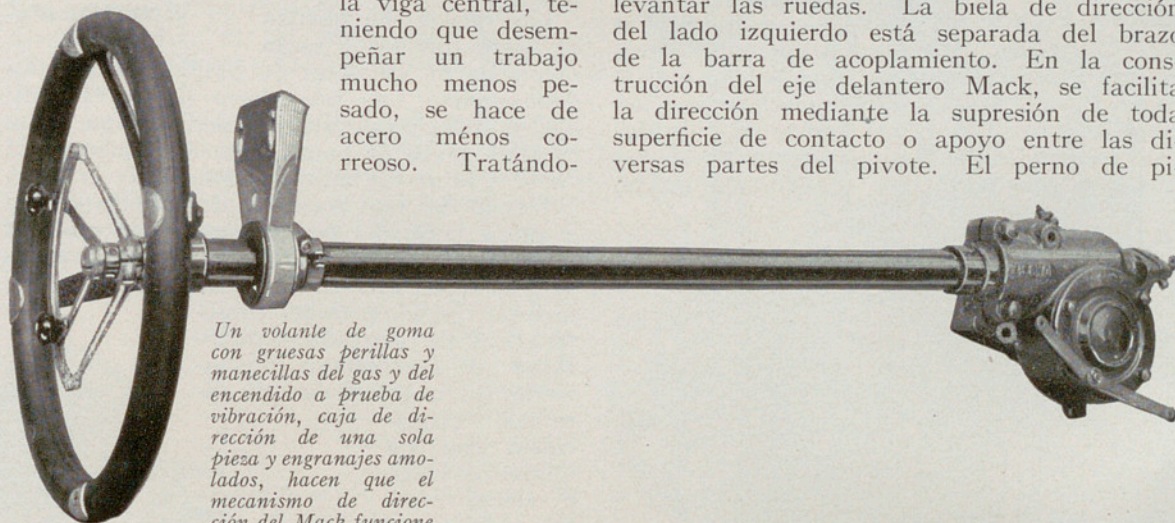 la viga central, te-
niendo que desem-
peñar un trabajo
mucho menos pe-
sado, se hace de
acero ménos co-
rreoso. Tratándo-
levantar las ruedas. La biela de dirección
del lado izquierdo está separada del brazo
de la barra de acoplamiento. En la cons-
trucción del eje delantero Mack, se facilita
la dirección mediante la supresión de toda
superficie de contacto o apoyo entre las di-
versas partes del pivote. El perno de pi-
Un volante de goma
con gruesas perillas y
manecillas del gas y del
encendido a prueba de
vibración, caja de di-
rección de una sola
pieza y engranajes amo-
lados, hacen que el
mecanismo de direc-
ción del Mack funcione